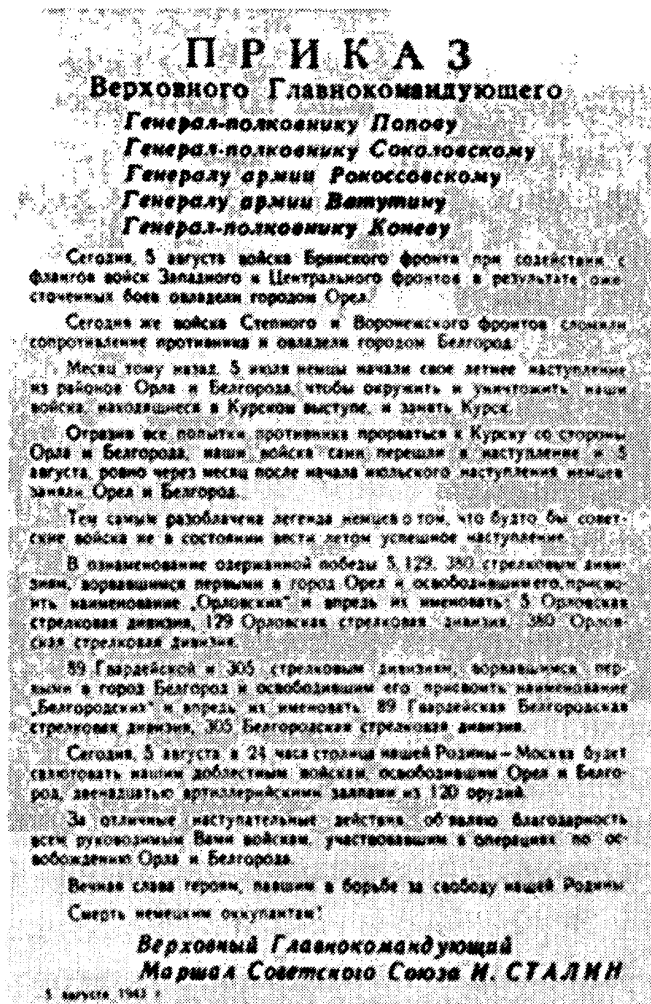 ПРИКАЗ
Верховного Главнокомандующего
Генерал-полковнику Попову
Генерал-полковнику Соколовскому
Генералу армии Рокоссовскому
Генералу армии Ватутину
Генерал-полковнику Коневу
Сегодня, 5 августа войска Брянского фронта при содействии с
флангов войск Западного и Центрального фронтов в результате оже-
сточенных боев овладели городом Орел.
Сегодня же войска Степного и Воронежского фронтов сломили
сопротивление противника и овладели городом Белгород.
Месяц тому назад, 5 июля немцы начали свое летнее наступление
из районов Орла и Белгорода, чтобы окружить и уничтожить наши
войска, находящиеся в Курском выступе, и занять Курск.
Отразив все попытки противника прорваться к Курску со стороны
Орла и Белгорода, наши войска сами перешли в наступление и 5
августа, ровно через месяц после начала июльского наступления немцев
заняли Орел и Белгород.
Тем самым разоблачена легенда немцев о том, что будто бы совет-
ские войска не в состоянии вести летом успешное наступление.
В ознаменование одержанной победы 5, 129, 380 стрелковым диви-
зиям, ворвавшимся первыми в город Орел и освободившим его, присво-
ить наименование „Орловских" и впредь их именовать: 5 Орловская
стрелковая дивизия, 129 Орловская стрелковая дивизия, 380 Орлов-
ская стрелковая дивизия.
89 Гвардейской и 305 стрелковым дивизиям, ворвавшимся пер-
выми в город Белгород и освободившим его присвоить наименование
„Белгородских" и впредь их именовать: 89 Гвардейская Белгородская
стрелковая дивизия, 305 Белгородская стрелковая дивизия.
Сегодня, 5 августа в 24 часа столица нашей Родины — Москва будет
салютовать нашим доблестным войскам, освободившим Орел и Белго-
род, двенадцатью артиллерийскими залпами из 120 орудий.
За отличные наступательные действия об'являю благодарность
всем руководимым Вами войскам, участвовавшим в операциях по ос-
вобождению Орла и Белгорода.
Вечная слава героям, павшим в борьбе за свободу нашей Родины
Смерть немецким оккупантам!
Верховный Главнокомандующий
Маршал Советского Союза И. СТАЛИН
5 августа 1943 г.